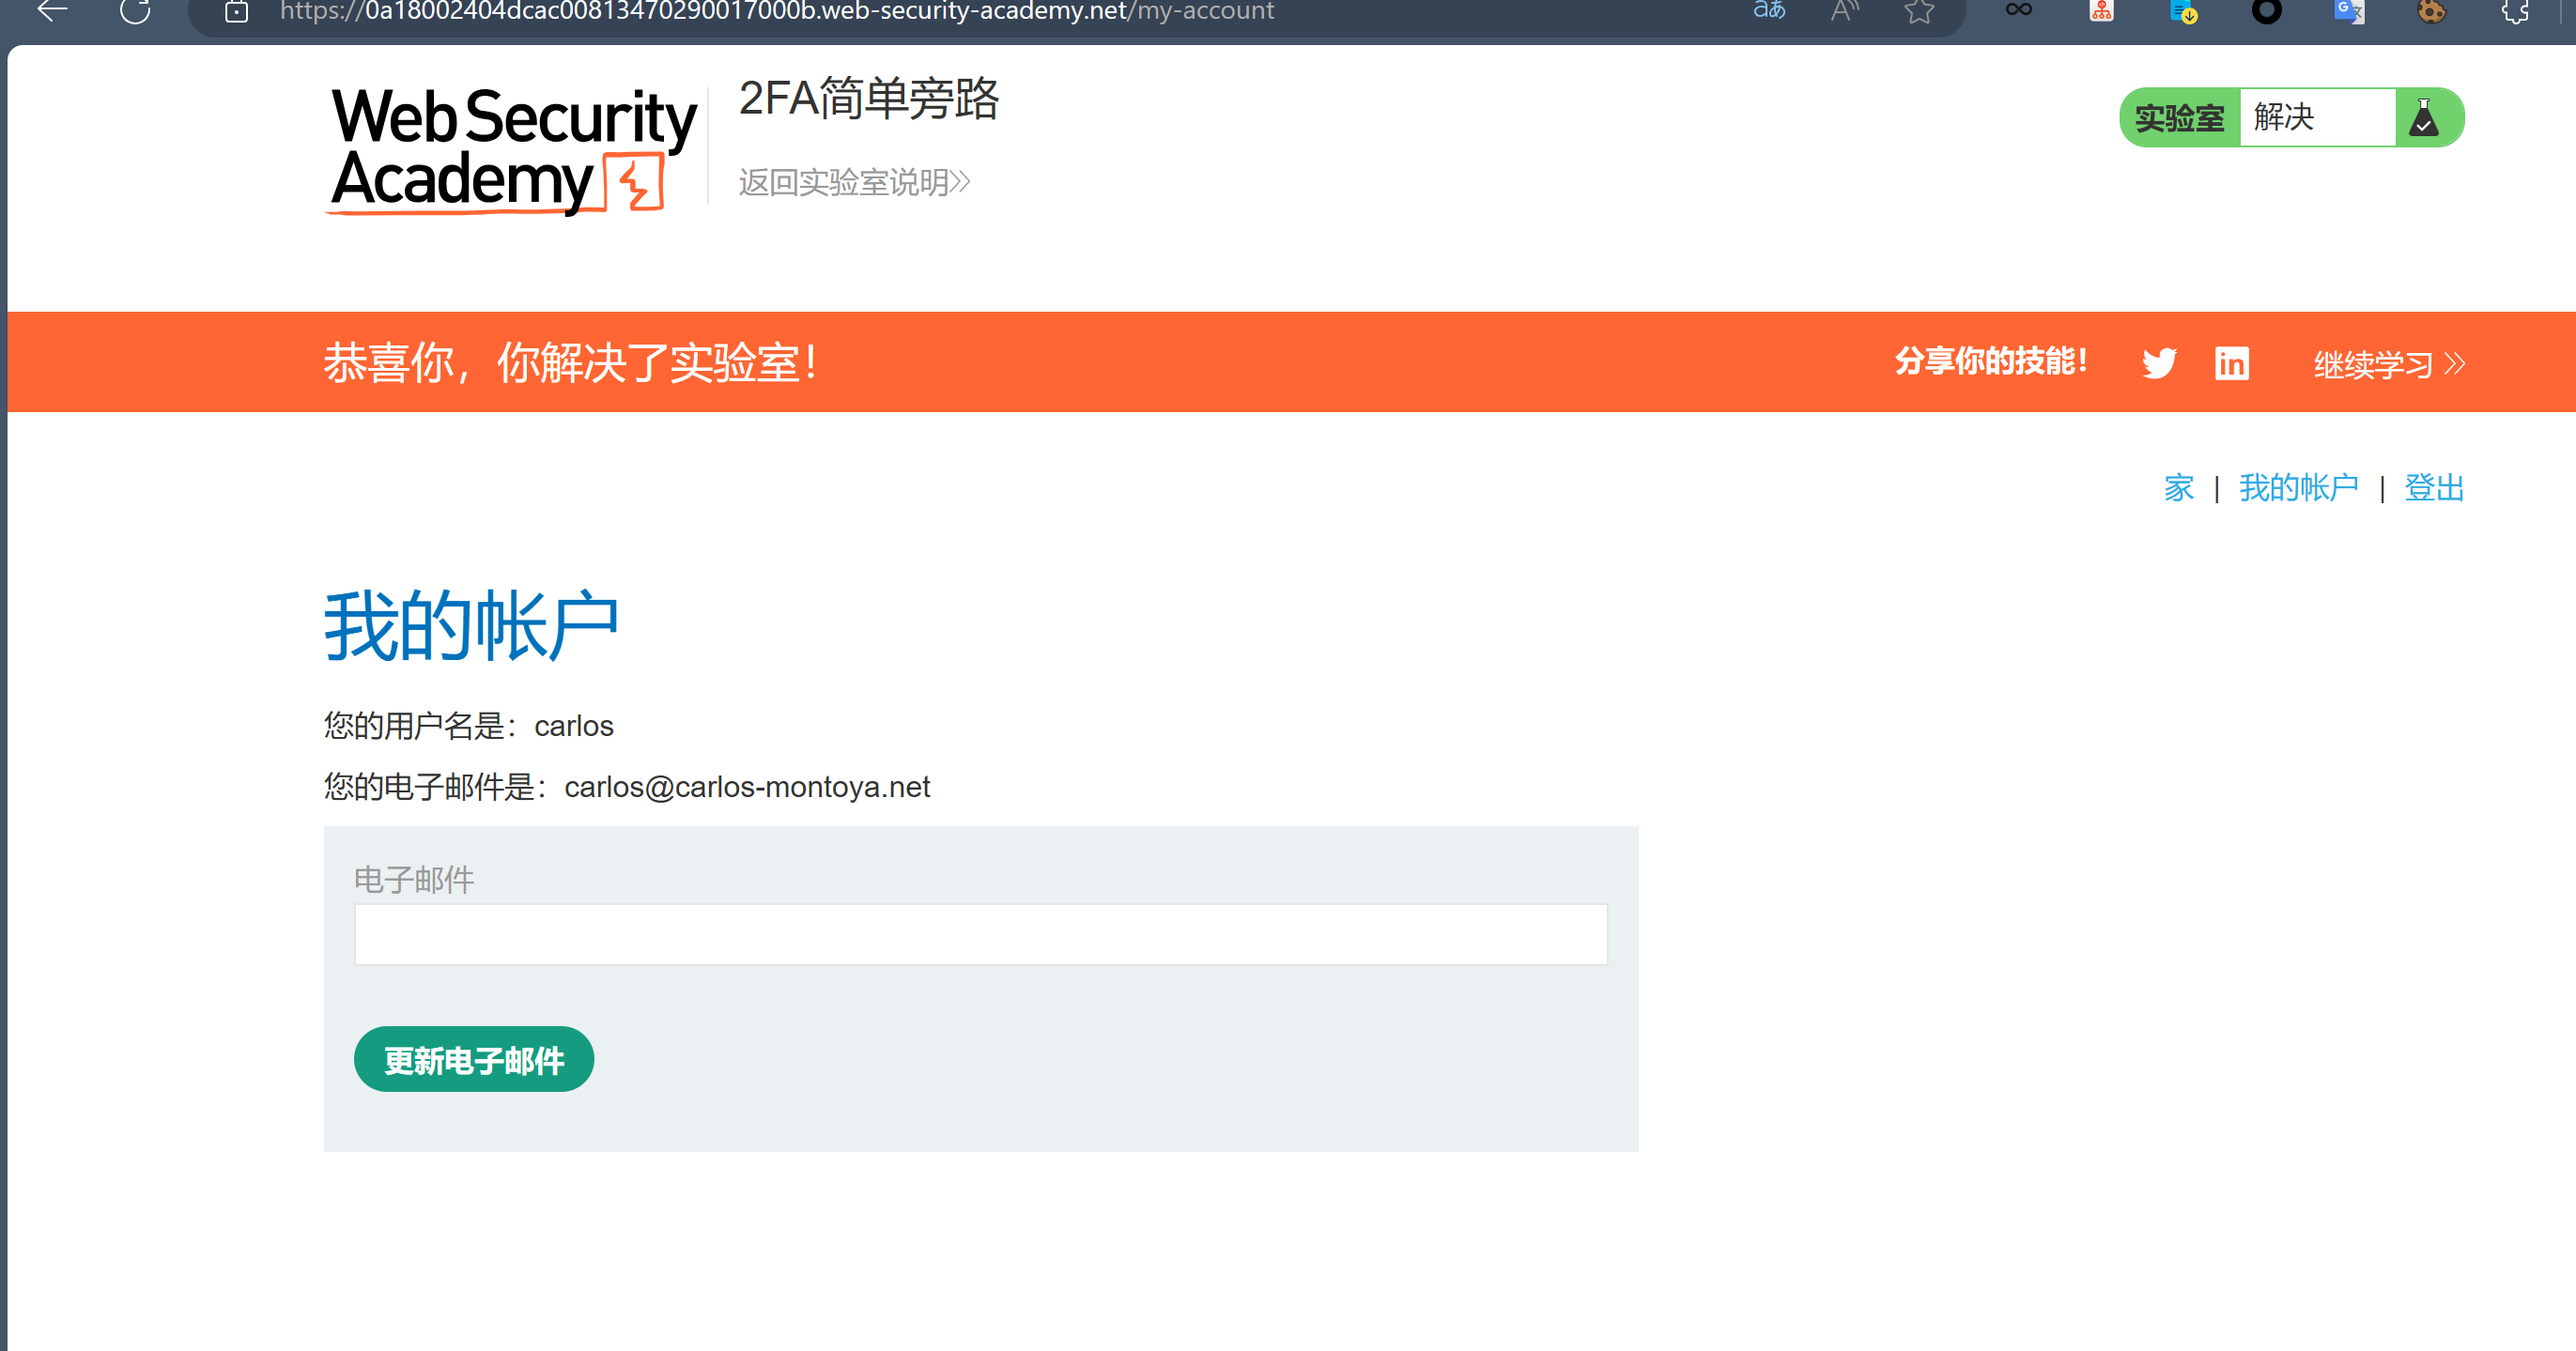 https://0a18002404dcac00813470290017000b.web-security-academy.net/my-account
Web Security
Academy
2FA简单旁路
返回实验室说明
实验室 解决
恭喜你，你解决了实验室！
分享你的技能！
继续学习
家 | 我的帐户 | 登出
我的帐户
您的用户名是：carlos
您的电子邮件是：carlos@carlos-montoya.net
电子邮件
更新电子邮件